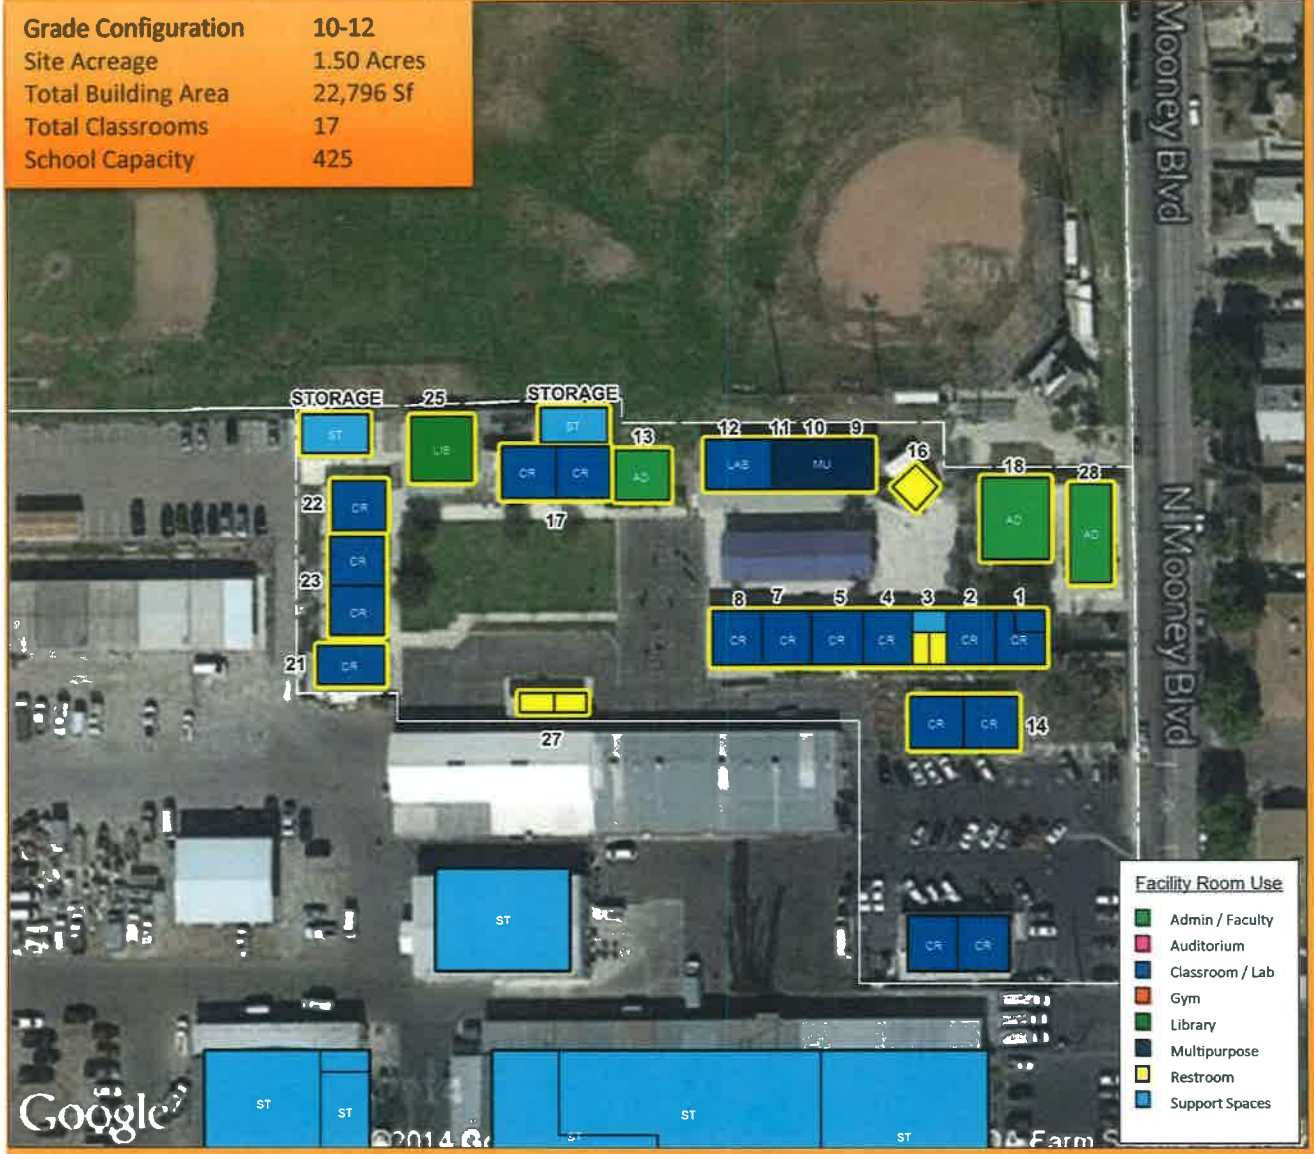 Grade Configuration 10-12
Site Acreage 1.50 Acres
Total Building Area 22,796 Sf
Total Classrooms 17
School Capacity 425
N Mooney Blvd
STORAGE 25 STORAGE
ST LIB ST 13 12 11 10 9
CR CR AD LAB MU 16 18 28
22 CR 17 AD AD
23 CR
CR
8 7 5 4 3 2 1
CR CR CR CR CR CR
21 CR
N Mooney Blvd
27
CR CR 14
ST
CR CR
Facility Room Use
Admin / Faculty
Auditorium
Classroom / Lab
Gym
Library
Multipurpose
Restroom
Support Spaces
ST ST ST ST ST
Google
©2014 Farm